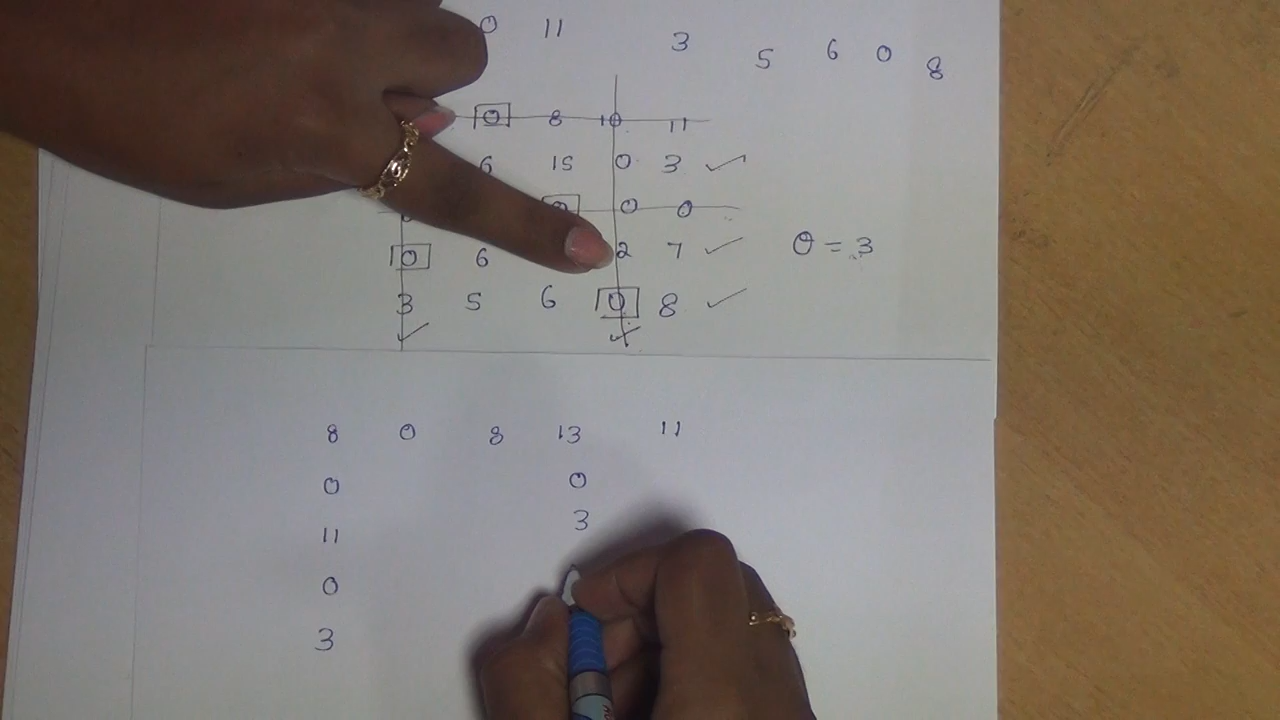 0 11 3 5 6 0 8
0 8 10 11
6 15 0 3 ✓
0 0
0 6 2 7 ✓ θ = 3
3 5 6 0 8 ✓
✓ ✓
8 0 8 13 11
0 0
11 3
0
3